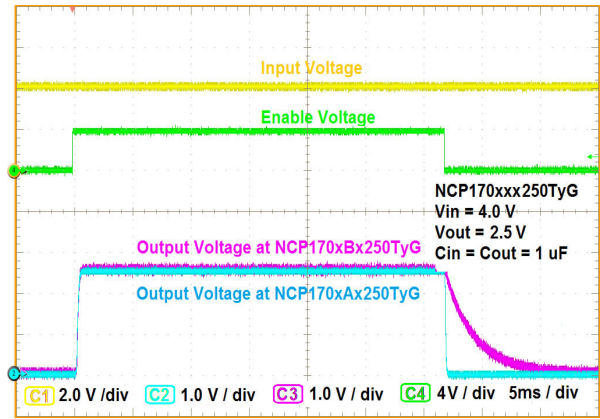 Input Voltage
Enable Voltage
NCP170xxx250TyG
Vin = 4.0 V
Vout = 2.5 V
Cin = Cout = 1 uF
Output Voltage at NCP170xBx250TyG
Output Voltage at NCP170xAx250TyG
C1 2.0 V / div C2 1.0 V / div C3 1.0 V / div C4 4V / div 5ms / div